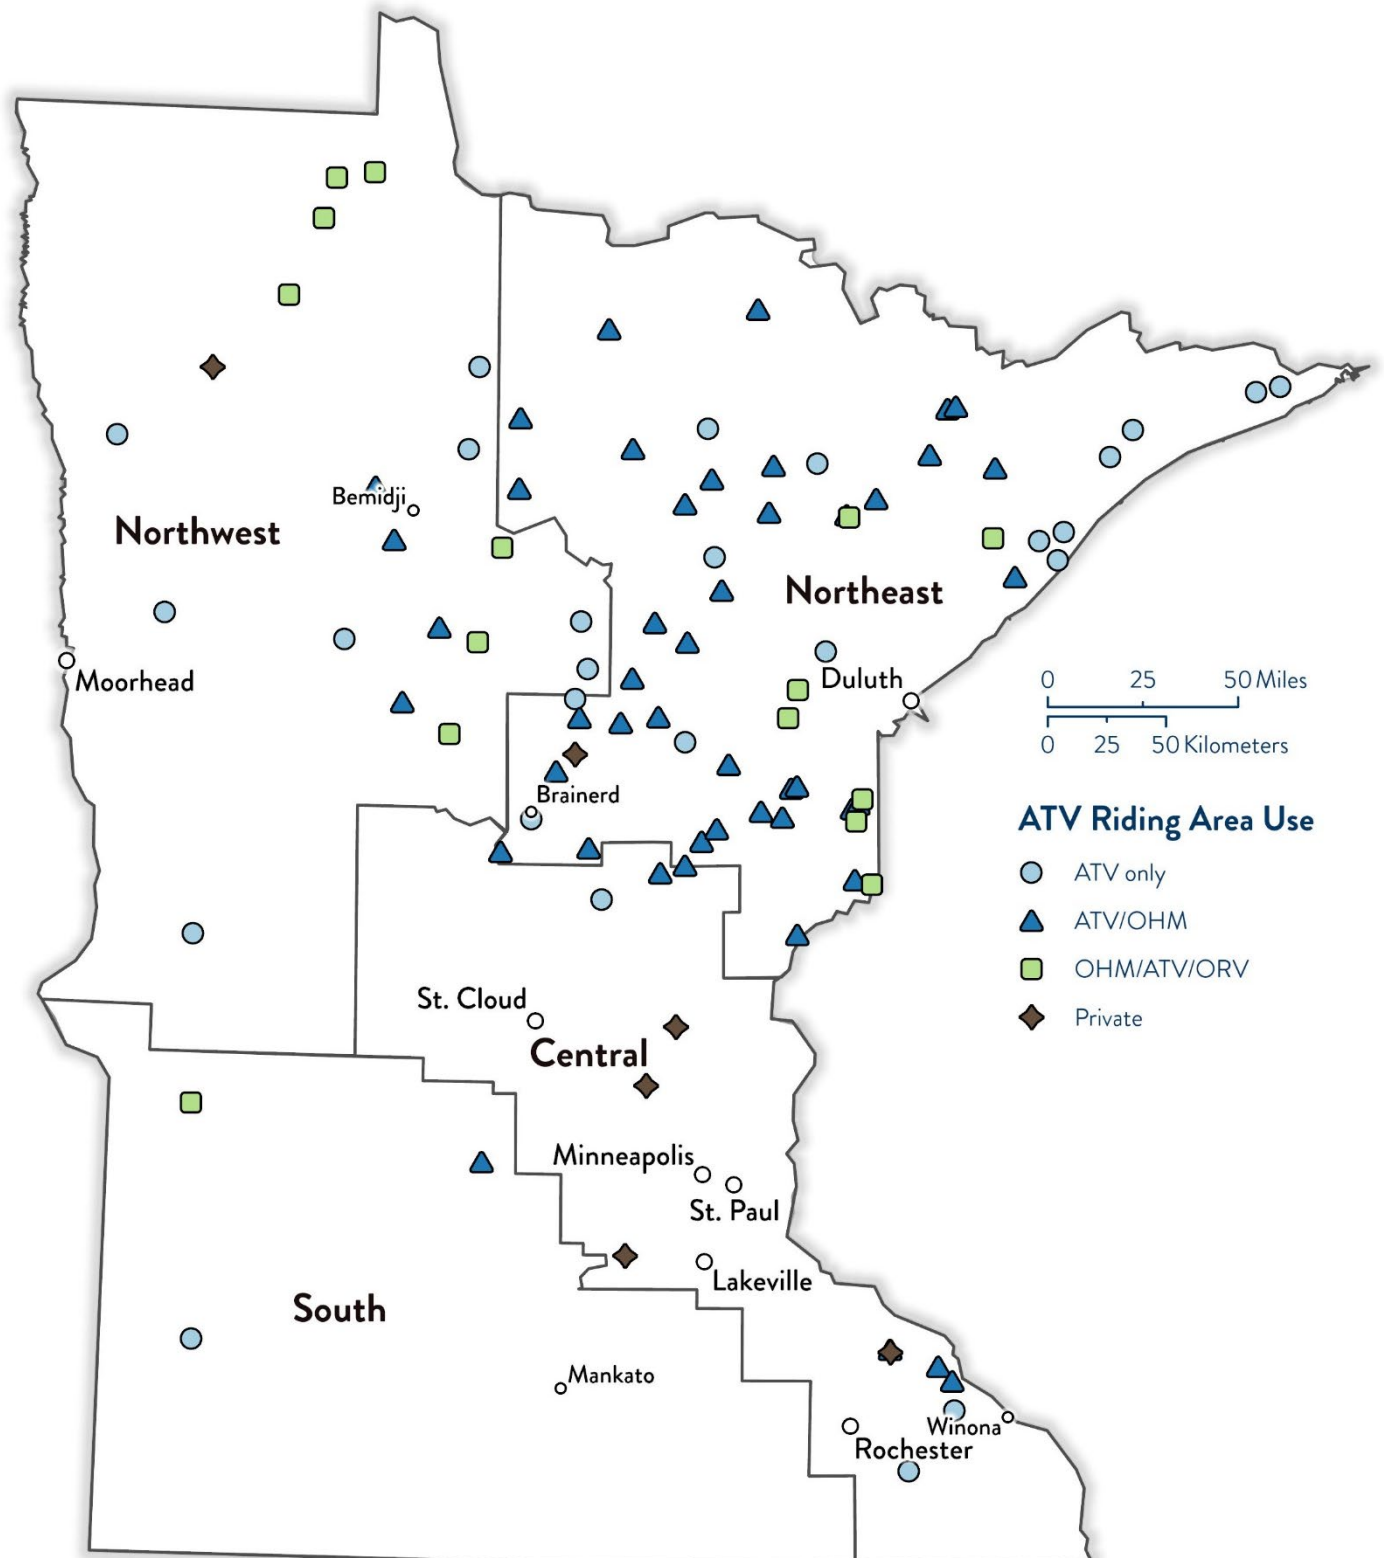 Bemidji
Northwest
Northeast
Moorhead
Duluth
0 25 50 Miles
0 25 50 Kilometers
Brainerd
ATV Riding Area Use
ATV only
ATV/OHM
OHM/ATV/ORV
Private
St. Cloud
Central
Minneapolis
St. Paul
Lakeville
South
Mankato
Winona
Rochester